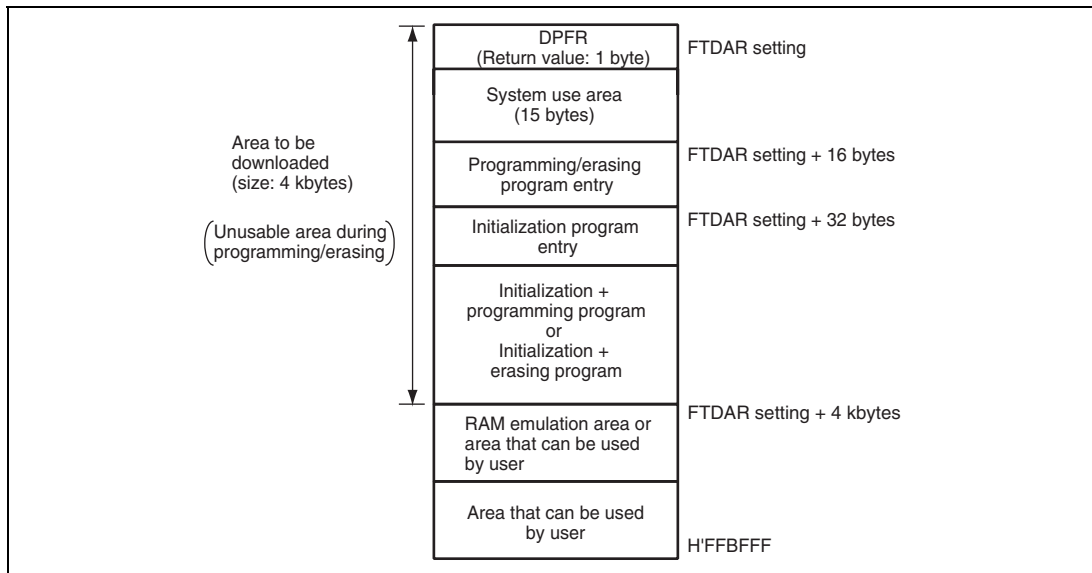 DPFR
(Return value: 1 byte)
FTDAR setting
System use area
(15 bytes)
Area to be
downloaded
(size: 4 kbytes)
(Unusable area during
programming/erasing)
FTDAR setting + 16 bytes
Programming/erasing
program entry
FTDAR setting + 32 bytes
Initialization program
entry
Initialization +
programming program
or
Initialization +
erasing program
FTDAR setting + 4 kbytes
RAM emulation area or
area that can be used
by user
Area that can be used
by user
H'FFBFFF